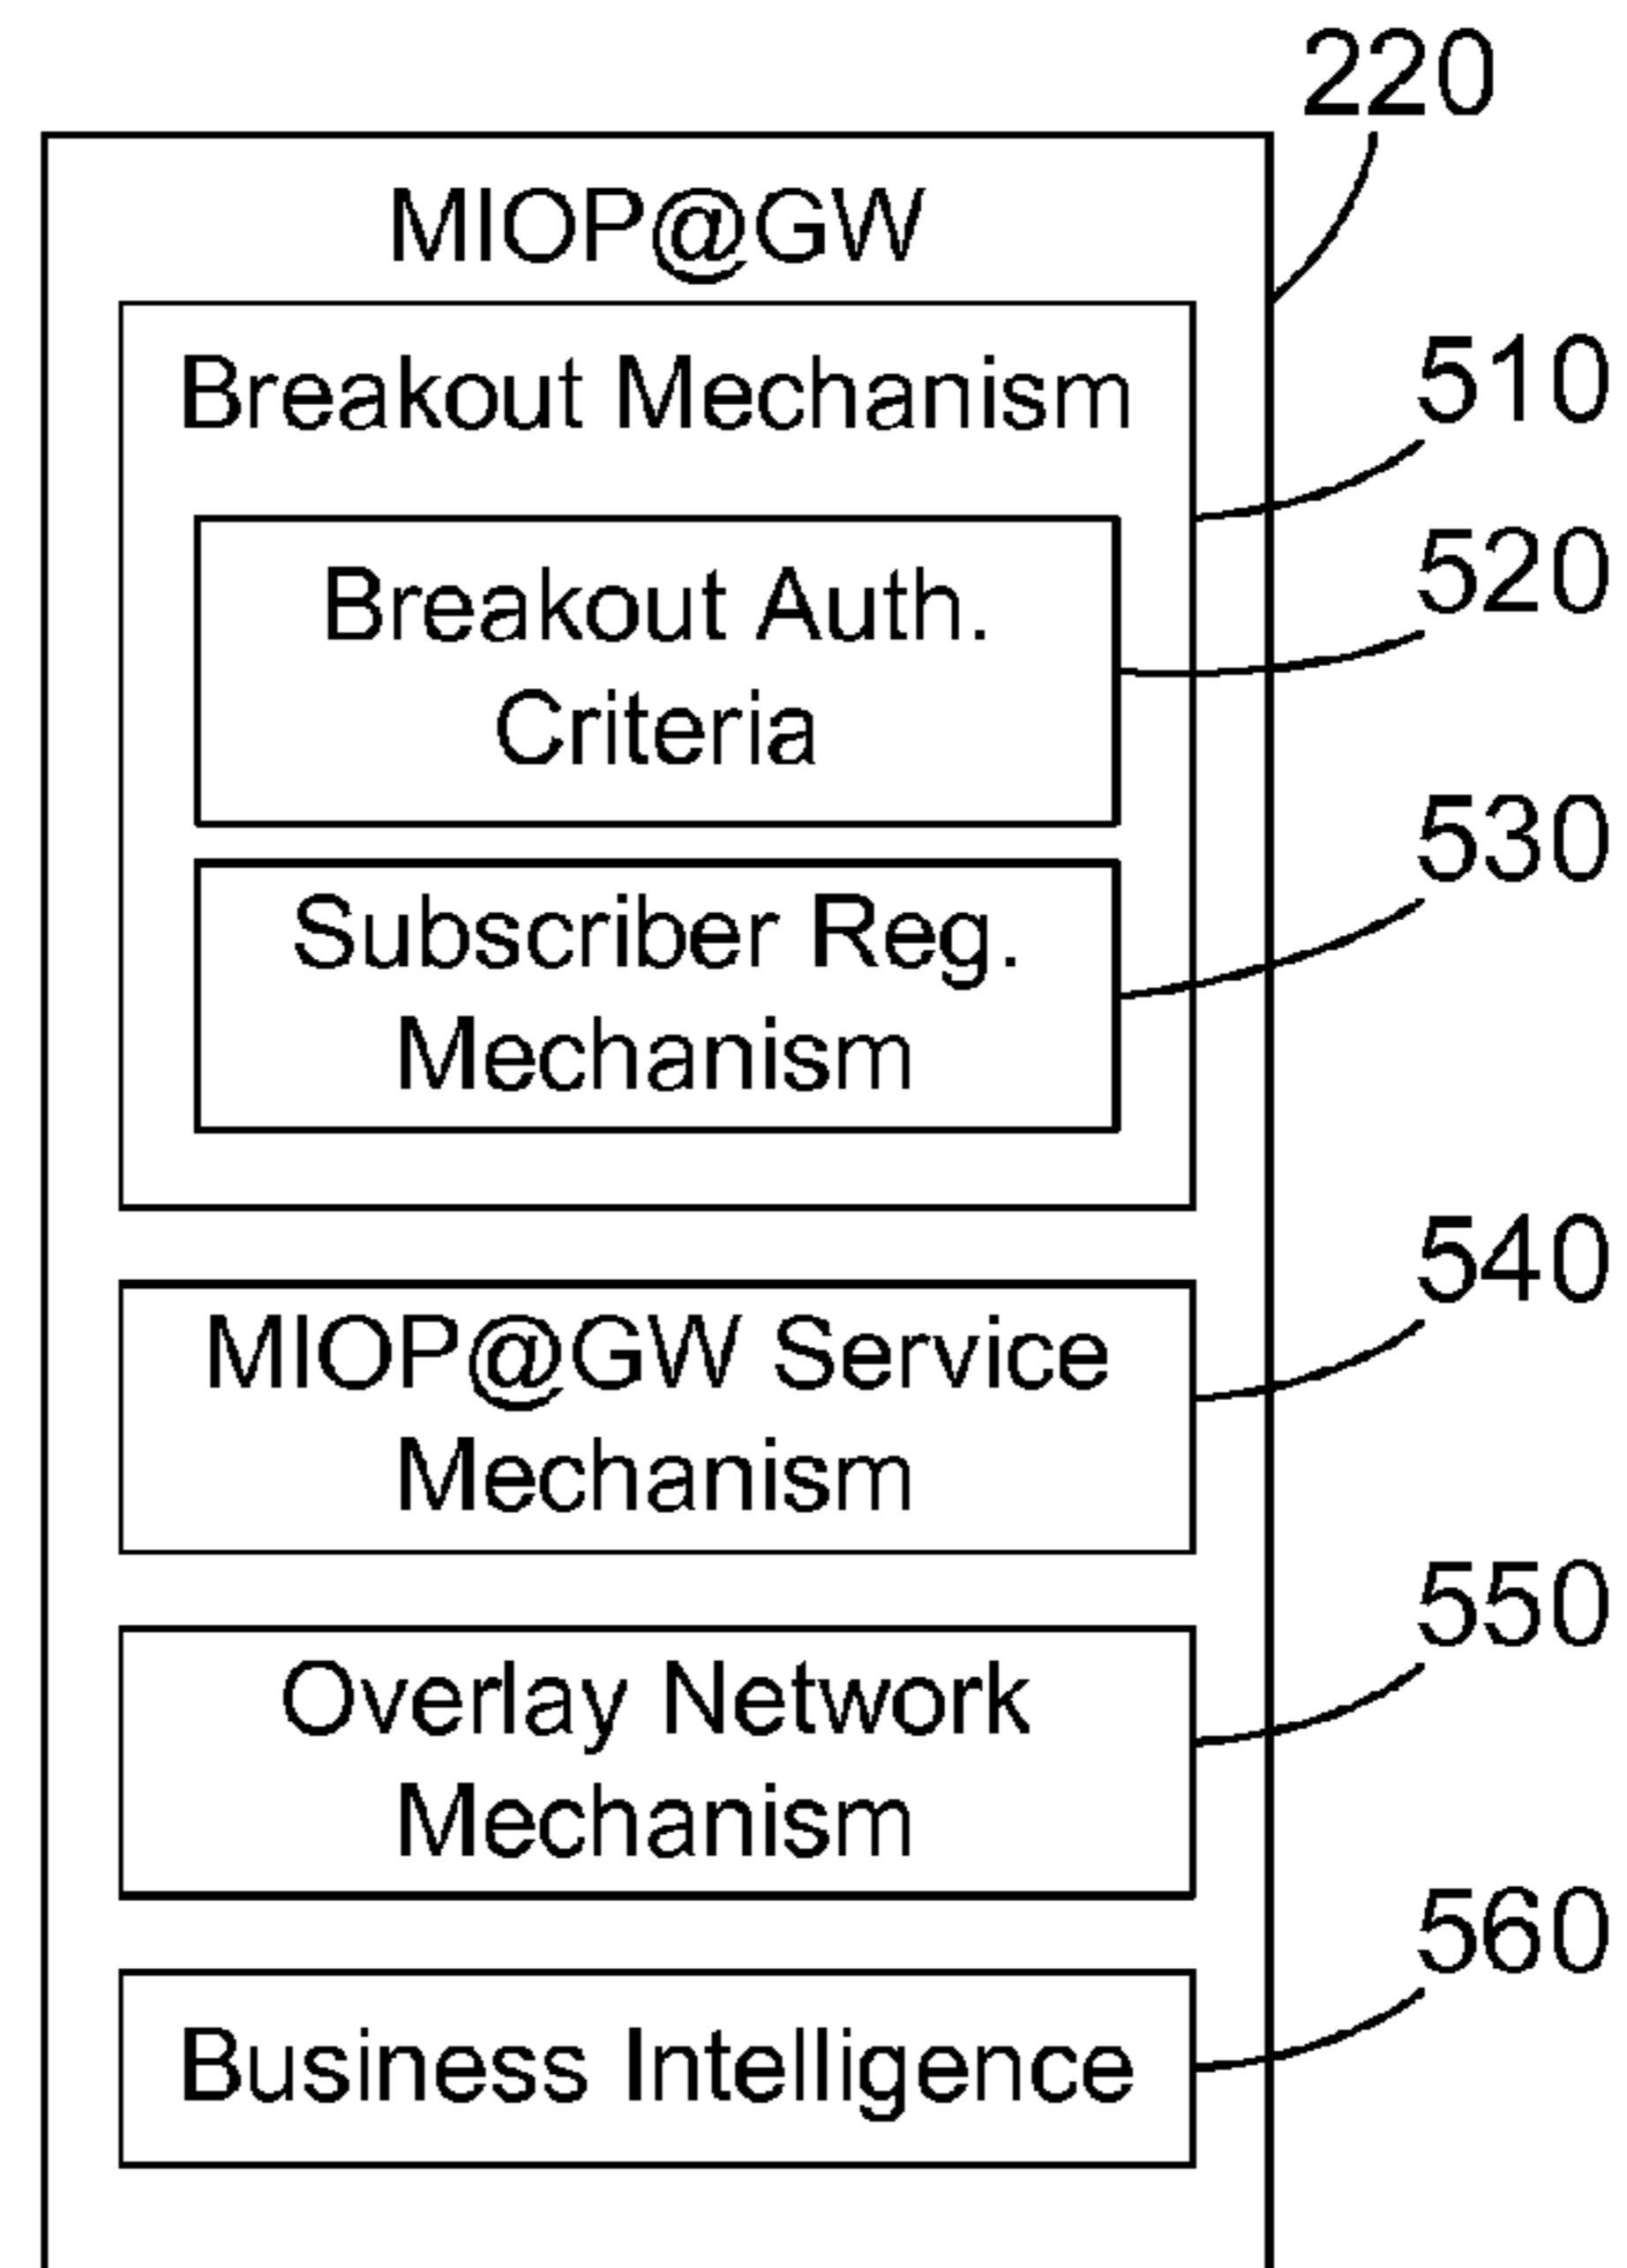 220
MIOP@GW
Breakout Mechanism
510
Breakout Auth.
Criteria
520
Subscriber Reg.
Mechanism
530
MIOP@GW Service
Mechanism
540
Overlay Network
Mechanism
550
Business Intelligence
560